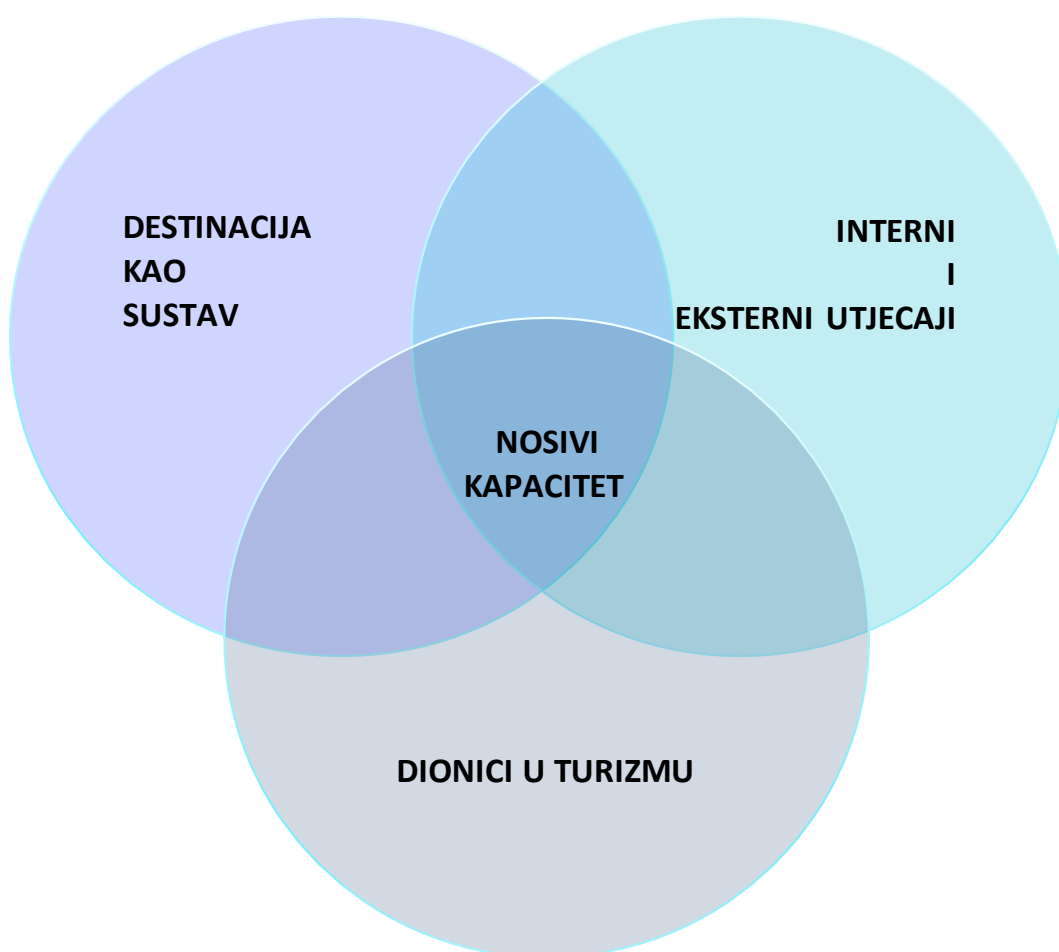 DESTINACIJA
KAO
SUSTAV
INTERNI
I
EKSTERNI UTJECAJI
NOSIVI
KAPACITET
DIONICI U TURIZMU